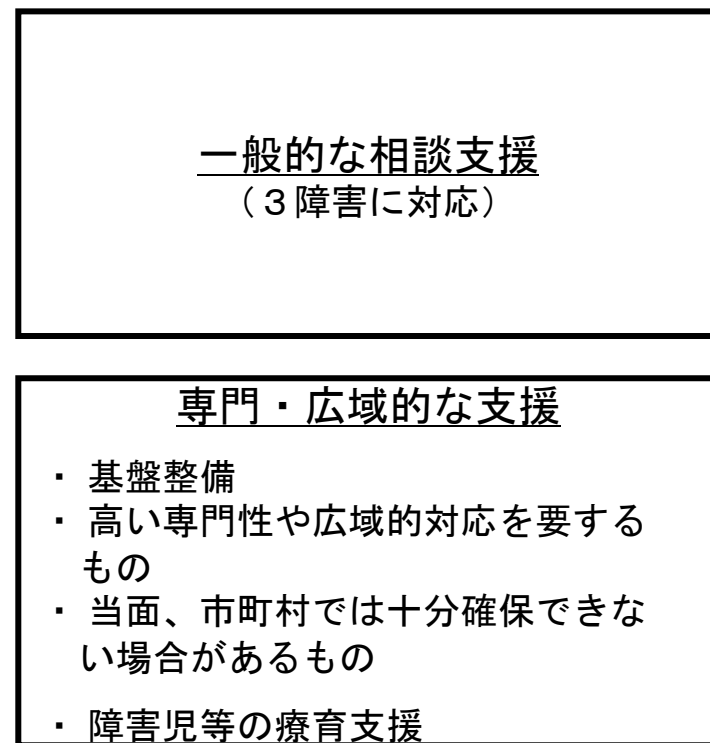 一般的な相談支援
（３障害に対応）
専門・広域的な支援
・ 基盤整備
・ 高い専門性や広域的対応を要する
もの
・ 当面、市町村では十分確保できな
い場合があるもの
・ 障害児等の療育支援